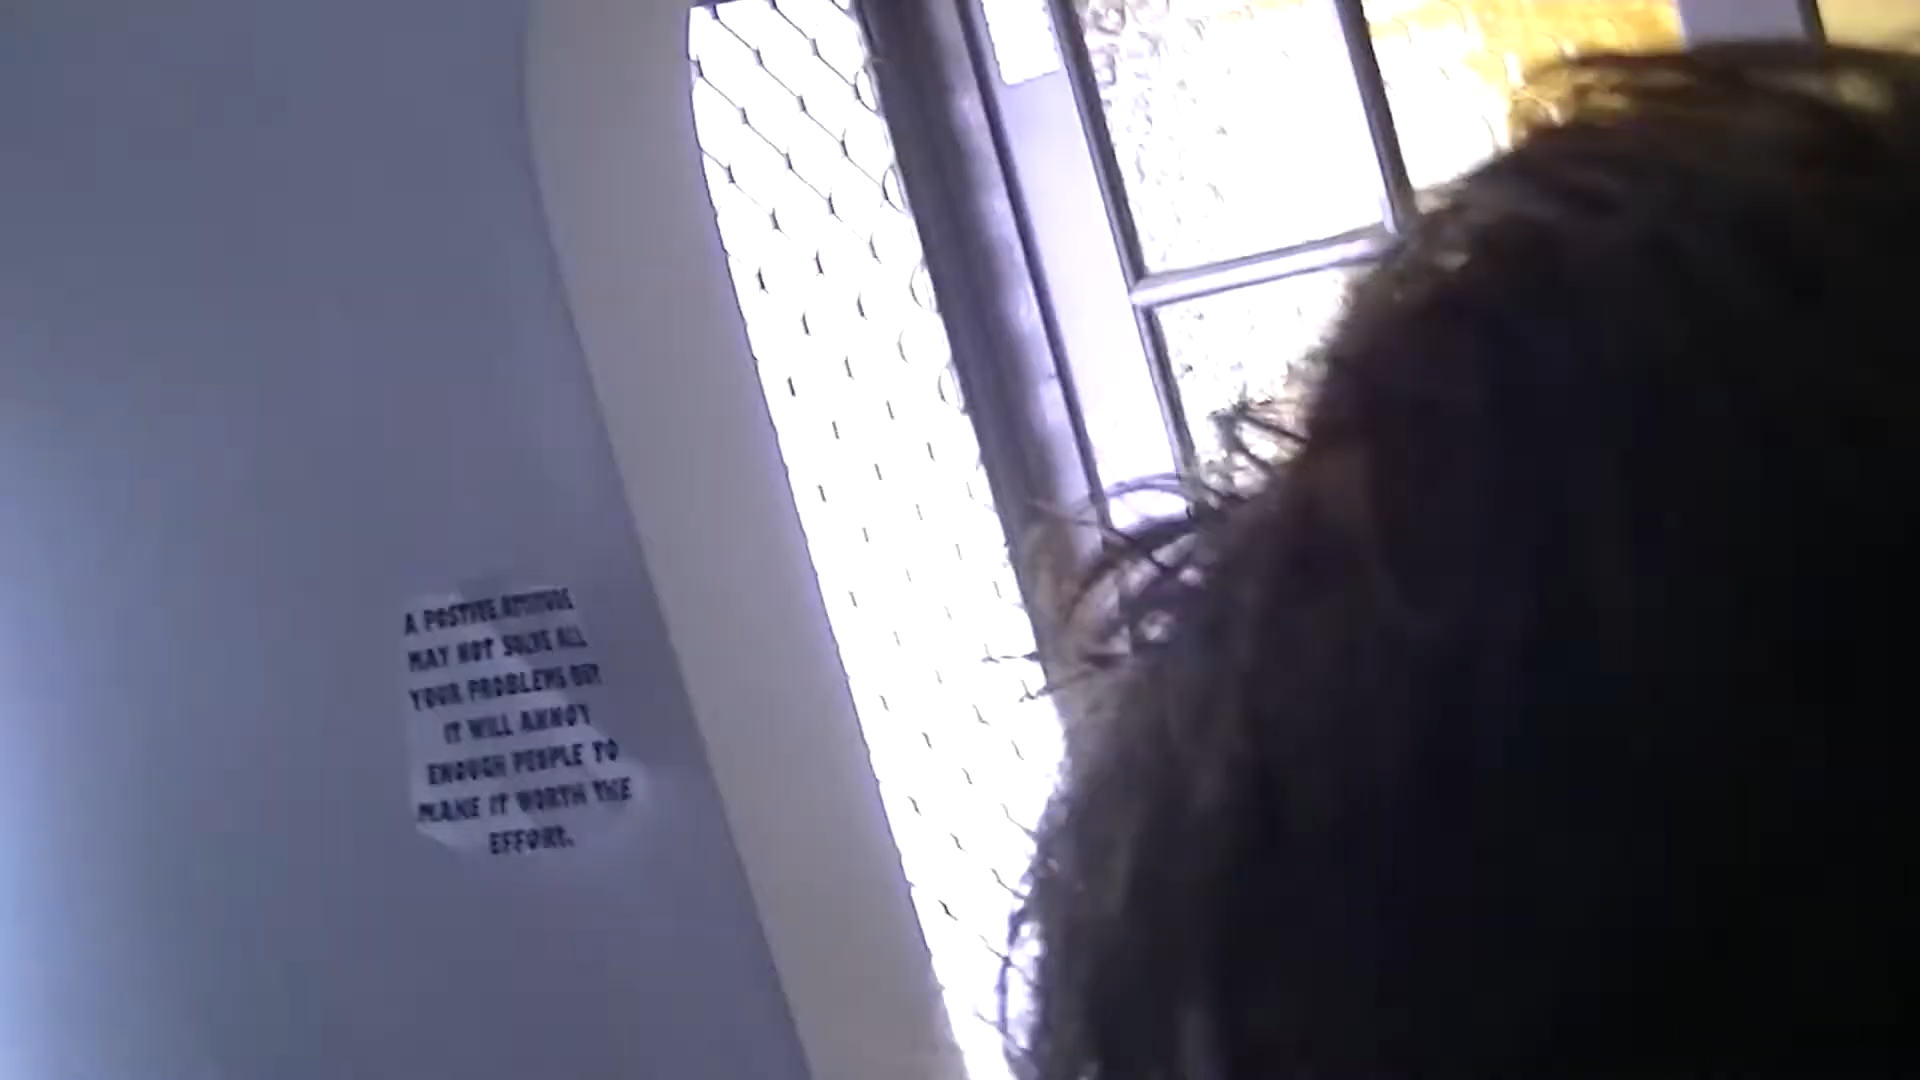 A POSTIVE ATTITUDE
MAY NOT SOLVE ALL
YOUR PROBLEMS BUT
IT WILL ANNOY
ENOUGH PEOPLE TO
MAKE IT WORTH THE
EFFORT.